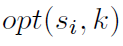 opt(s_i, k)